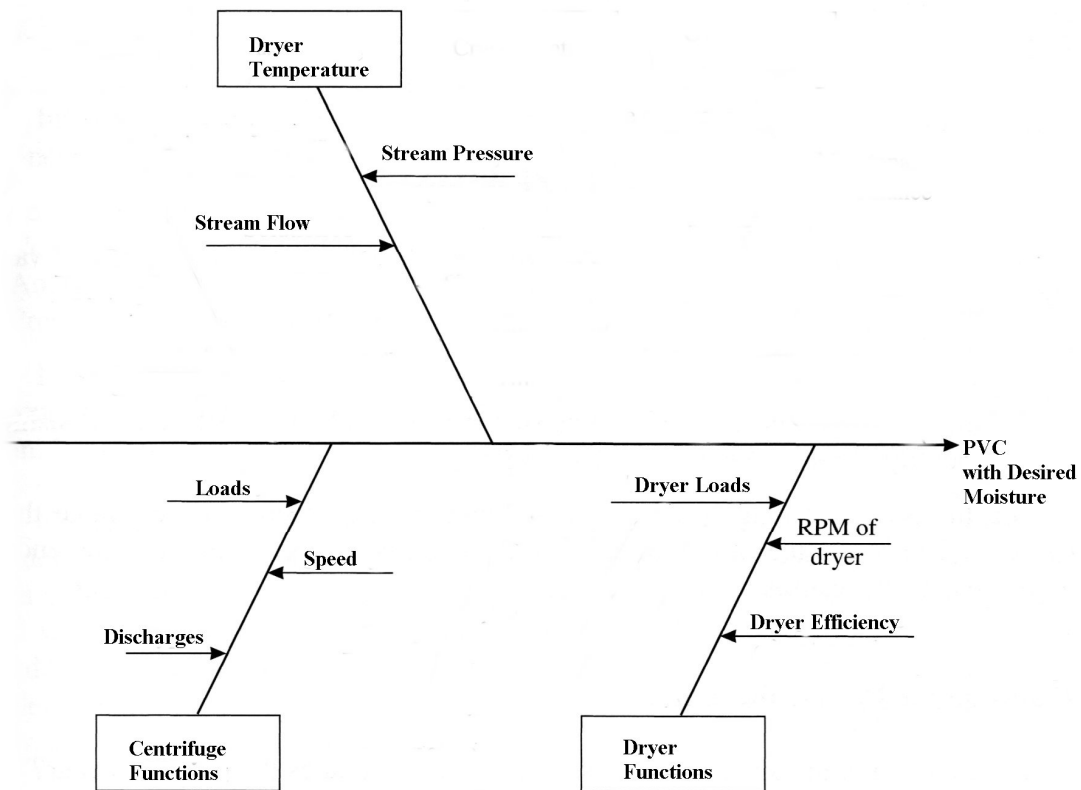 Dryer
Temperature
Stream Pressure
Stream Flow
PVC
with Desired
Moisture
Loads
Speed
Discharges
Dryer Loads
RPM of
dryer
Dryer Efficiency
Centrifuge
Functions
Dryer
Functions